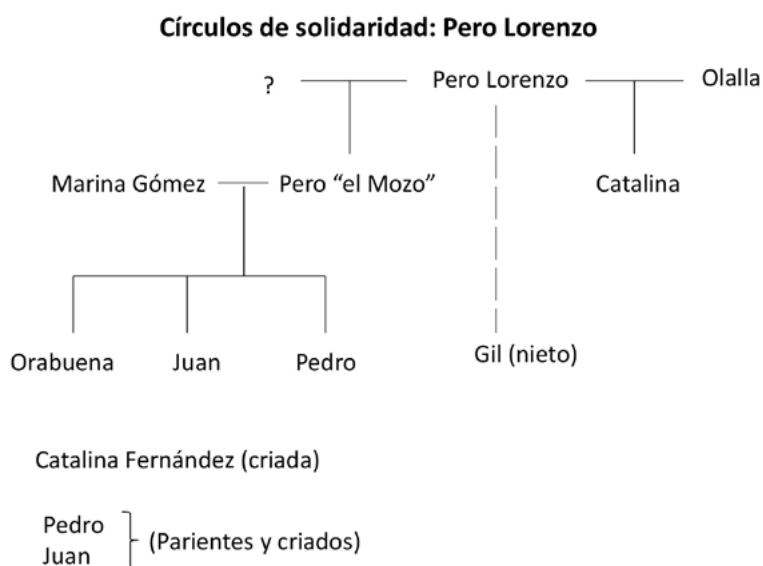 Círculos de solidaridad: Pero Lorenzo
? Pero Lorenzo Olalla
Marina Gómez Pero “el Mozo” Catalina
Orabuena Juan Pedro Gil (nieto)
Catalina Fernández (criada)
Pedro
Juan
(Parientes y criados)